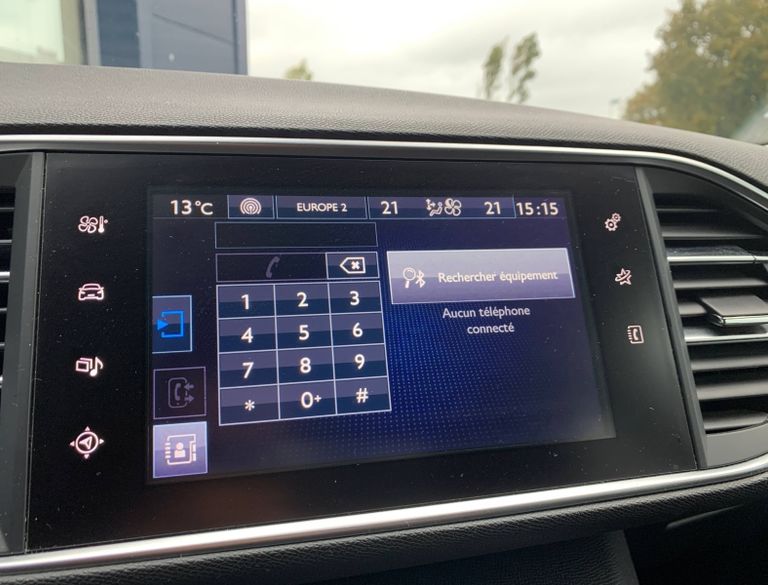 13°C EUROPE 2 21 21 15:15
Rechercher équipement
Aucun téléphone
connecté
1 2 3
4 5 6
7 8 9
* 0+ #